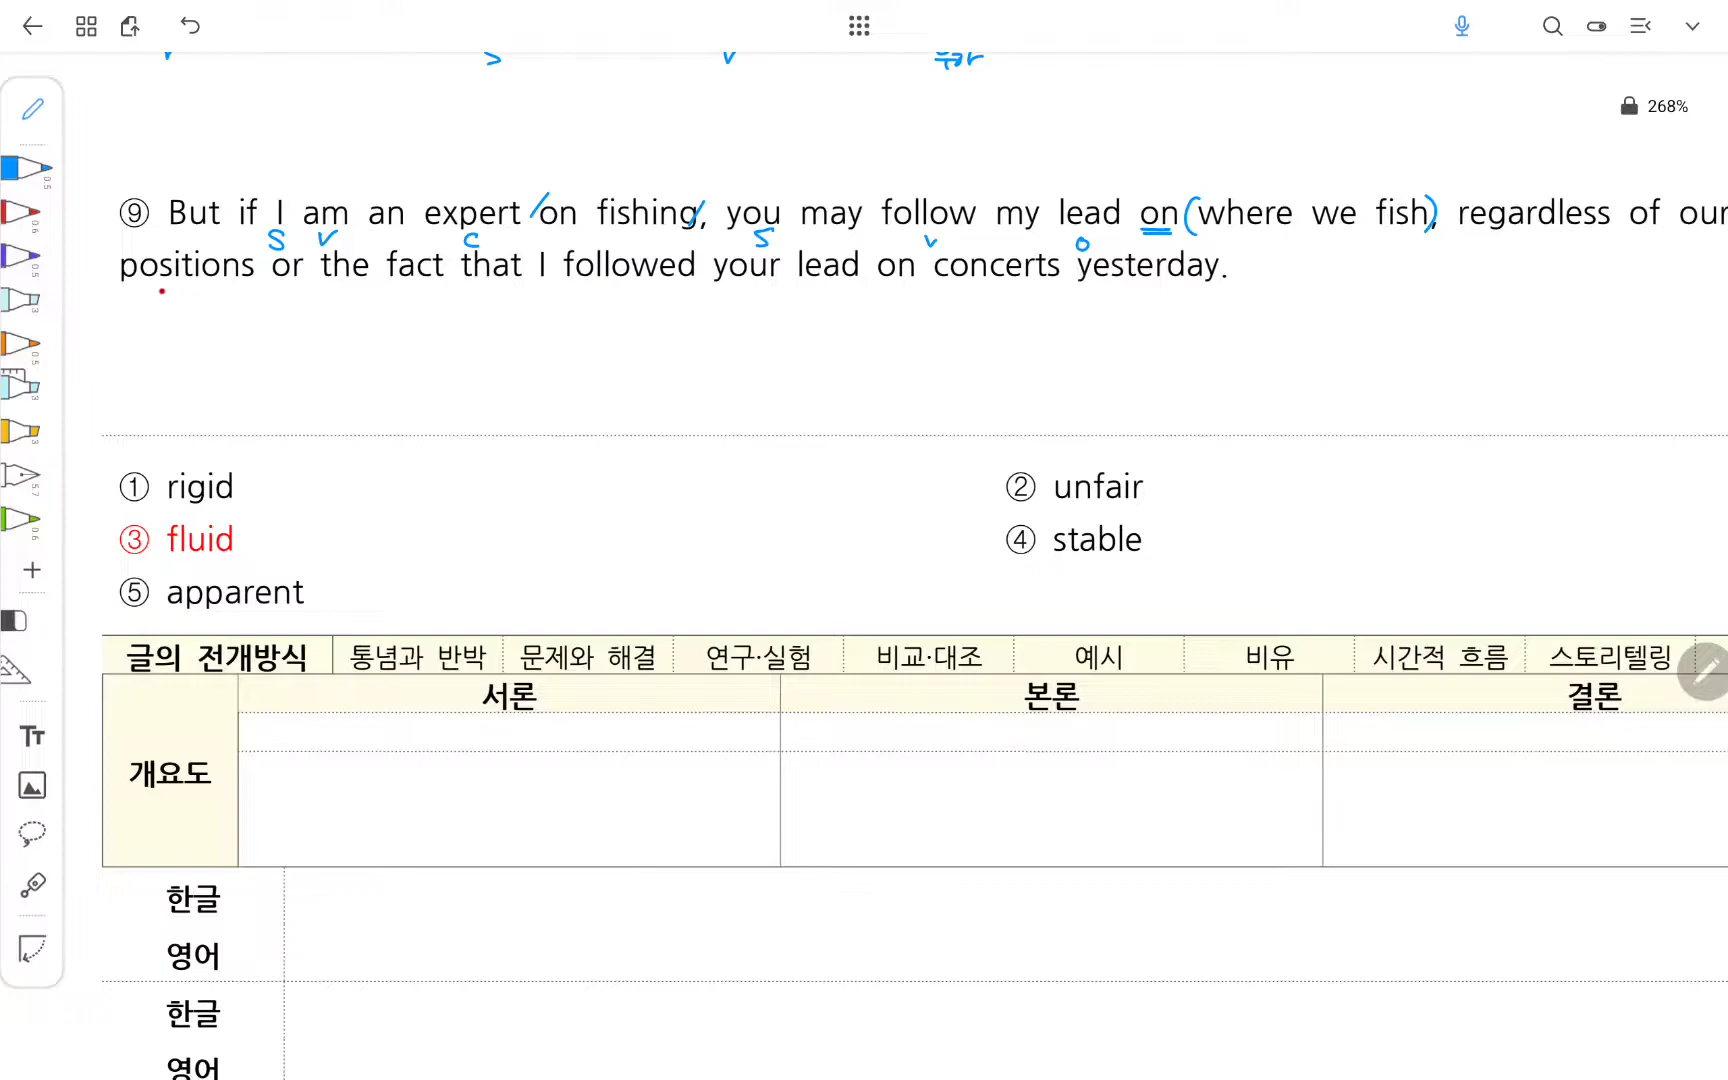 268%
⑨ But if I am an expert on fishing, you may follow my lead on where we fish, regardless of our
S V C S V O
positions or the fact that I followed your lead on concerts yesterday.
① rigid ② unfair
③ fluid ④ stable
⑤ apparent
글의 전개방식 통념과 반박 문제와 해결 연구·실험 비교·대조 예시 비유 시간적 흐름 스토리텔링
서론 본론 결론
개요도
한글
영어
한글
영어